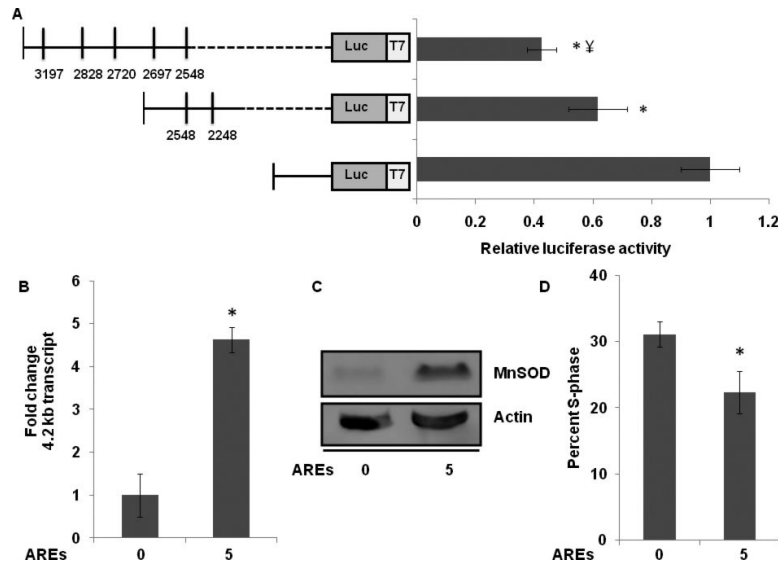 A
Luc T7
3197 2828 2720 2697 2548
* ¥
Luc T7
2548 2248
*
Luc T7
0 0.2 0.4 0.6 0.8 1 1.2
Relative luciferase activity
B
Fold change
4.2 kb transcript
6
5
4
3
2
1
0
*
AREs 0 5
C
MnSOD
Actin
AREs 0 5
D
Percent S-phase
40
30
20
10
0
*
AREs 0 5